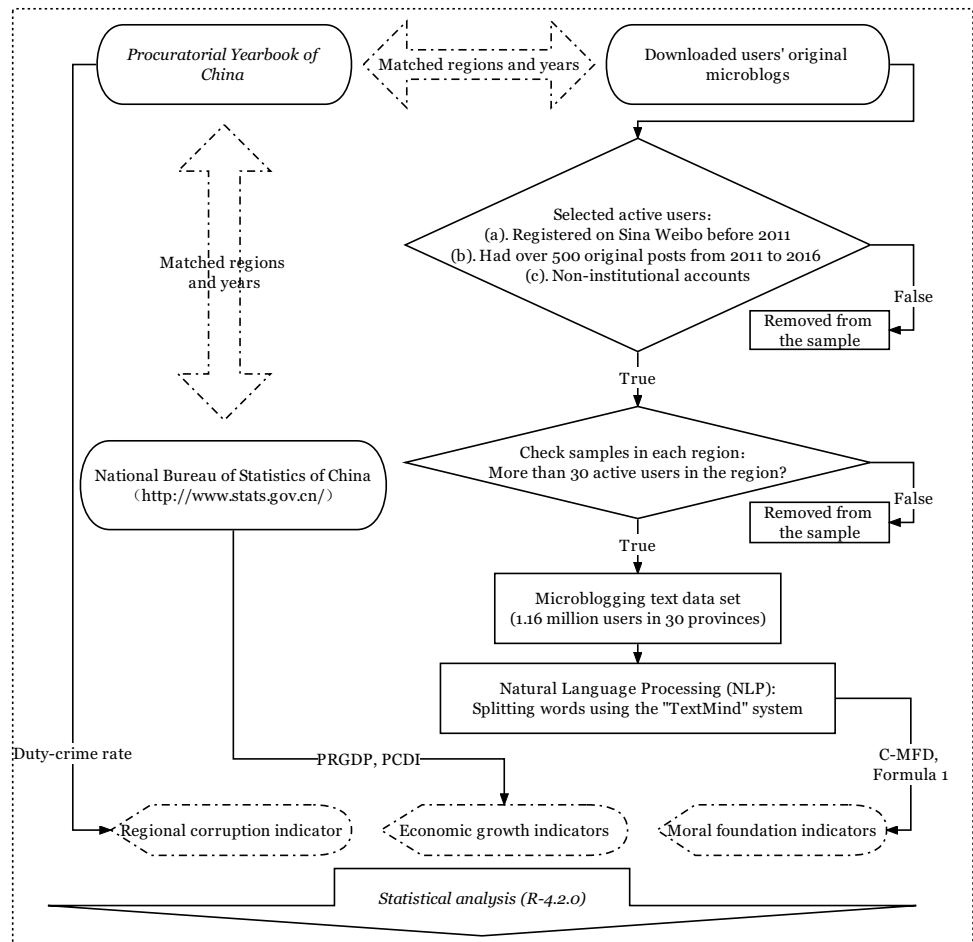 Procuratorial Yearbook of
China
Matched regions and years
Downloaded users' original
microblogs
Selected active users:
(a). Registered on Sina Weibo before 2011
(b). Had over 500 original posts from 2011 to 2016
(c). Non-institutional accounts
Matched regions
and years
False
Removed from
the sample
True
Check samples in each region:
More than 30 active users in the region?
National Bureau of Statistics of China
（http://www.stats.gov.cn/）
False
Removed from
the sample
True
Microblogging text data set
(1.16 million users in 30 provinces)
Natural Language Processing (NLP):
Splitting words using the "TextMind" system
Duty-crime rate
PRGDP, PCDI
C-MFD,
Formula 1
Regional corruption indicator
Economic growth indicators
Moral foundation indicators
Statistical analysis (R-4.2.0)